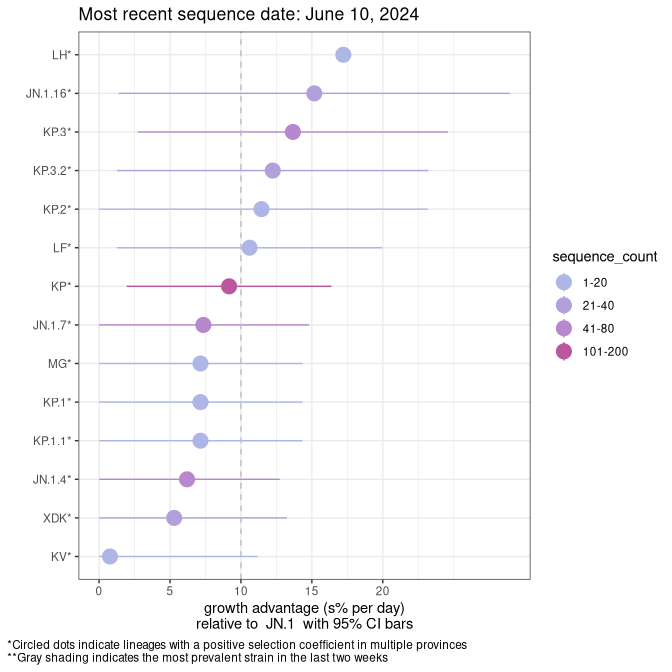 Most recent sequence date: June 10, 2024
LH*
JN.1.16*
KP.3*
KP.3.2*
KP.2*
LF*
KP*
JN.1.7*
MG*
KP.1*
KP.1.1*
JN.1.4*
XDK*
KV*
0 5 10 15 20
growth advantage (s% per day)
relative to JN.1 with 95% CI bars
sequence_count
1-20
21-40
41-80
101-200
*Circled dots indicate lineages with a positive selection coefficient in multiple provinces
**Gray shading indicates the most prevalent strain in the last two weeks